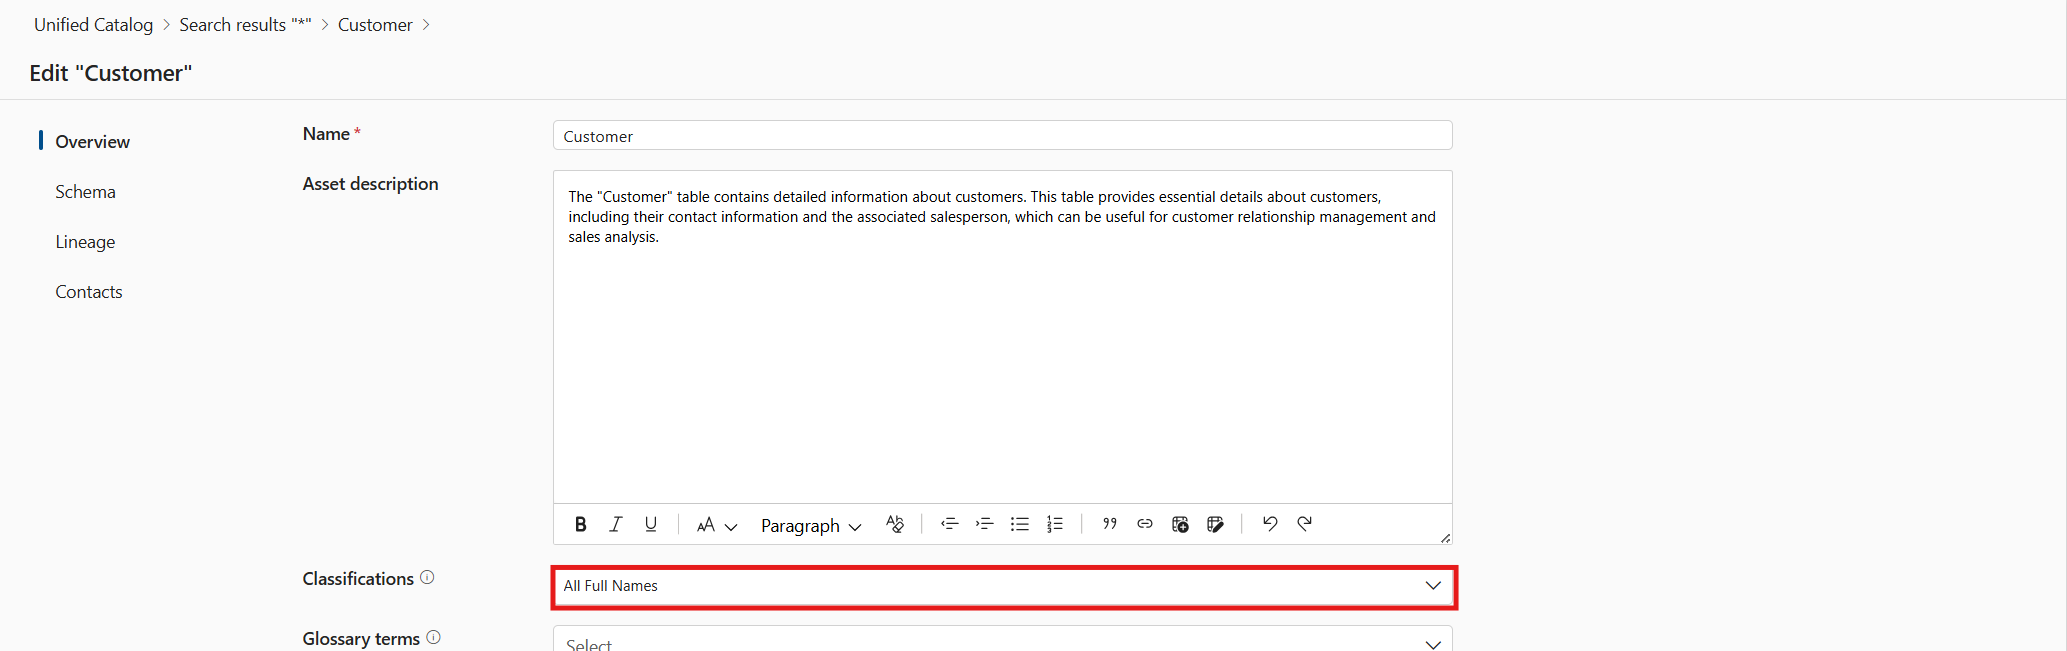 Unified Catalog > Search results "*" > Customer >
Edit "Customer"
Overview
Schema
Lineage
Contacts
Name *
Customer
Asset description
The "Customer" table contains detailed information about customers. This table provides essential details about customers,
including their contact information and the associated salesperson, which can be useful for customer relationship management and
sales analysis.
B I U AA Paragraph
Classifications
All Full Names
Glossary terms
Select